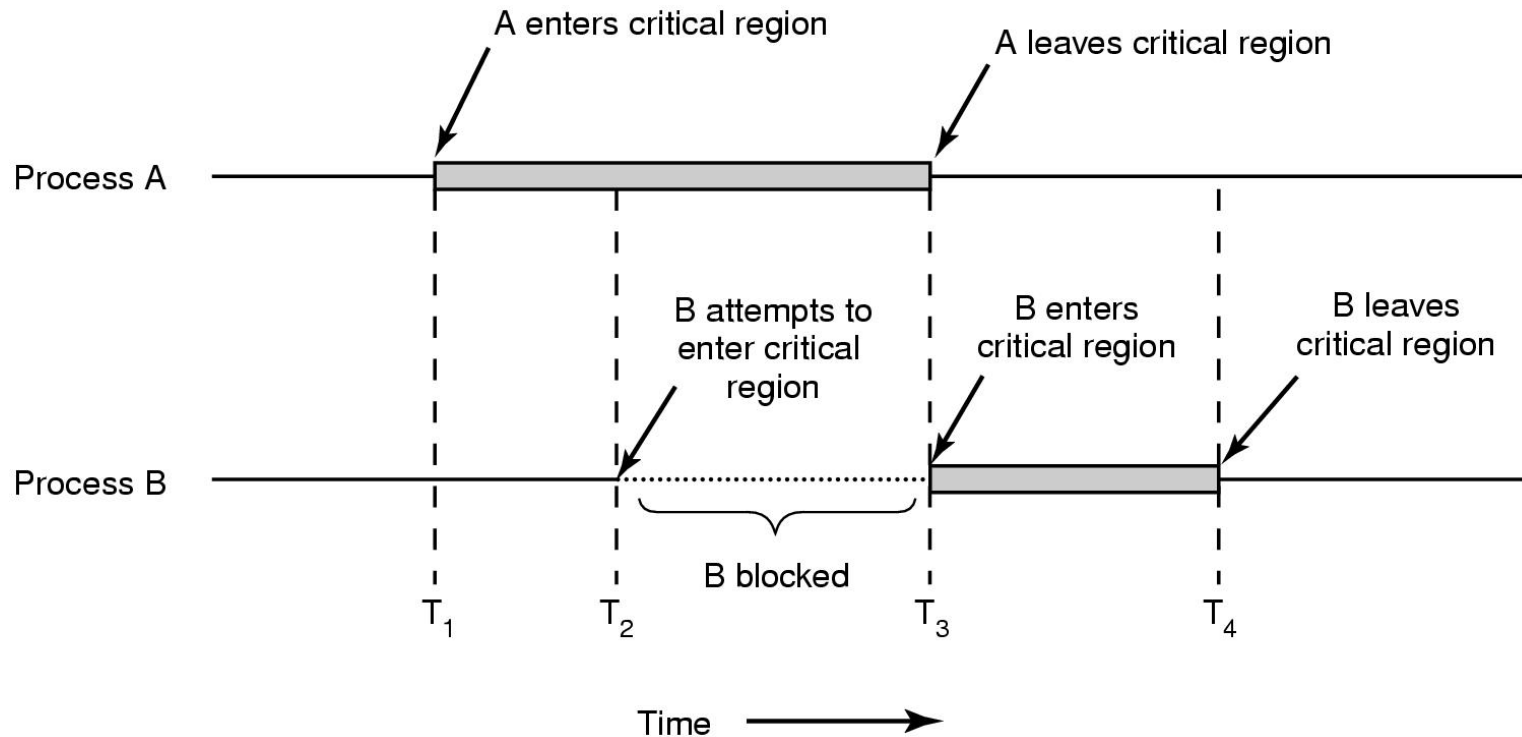 A enters critical region
A leaves critical region
Process A
B attempts to
enter critical
region
B enters
critical region
B leaves
critical region
Process B
B blocked
T1
T2
T3
T4
Time